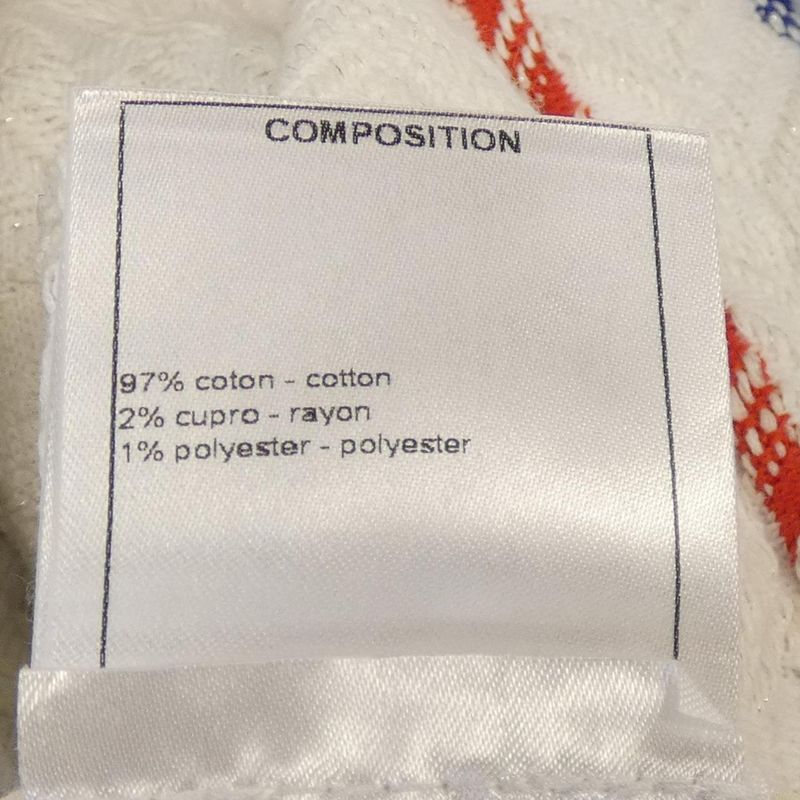 COMPOSITION
97% coton - cotton
2% cupro - rayon
1% polyester - polyester